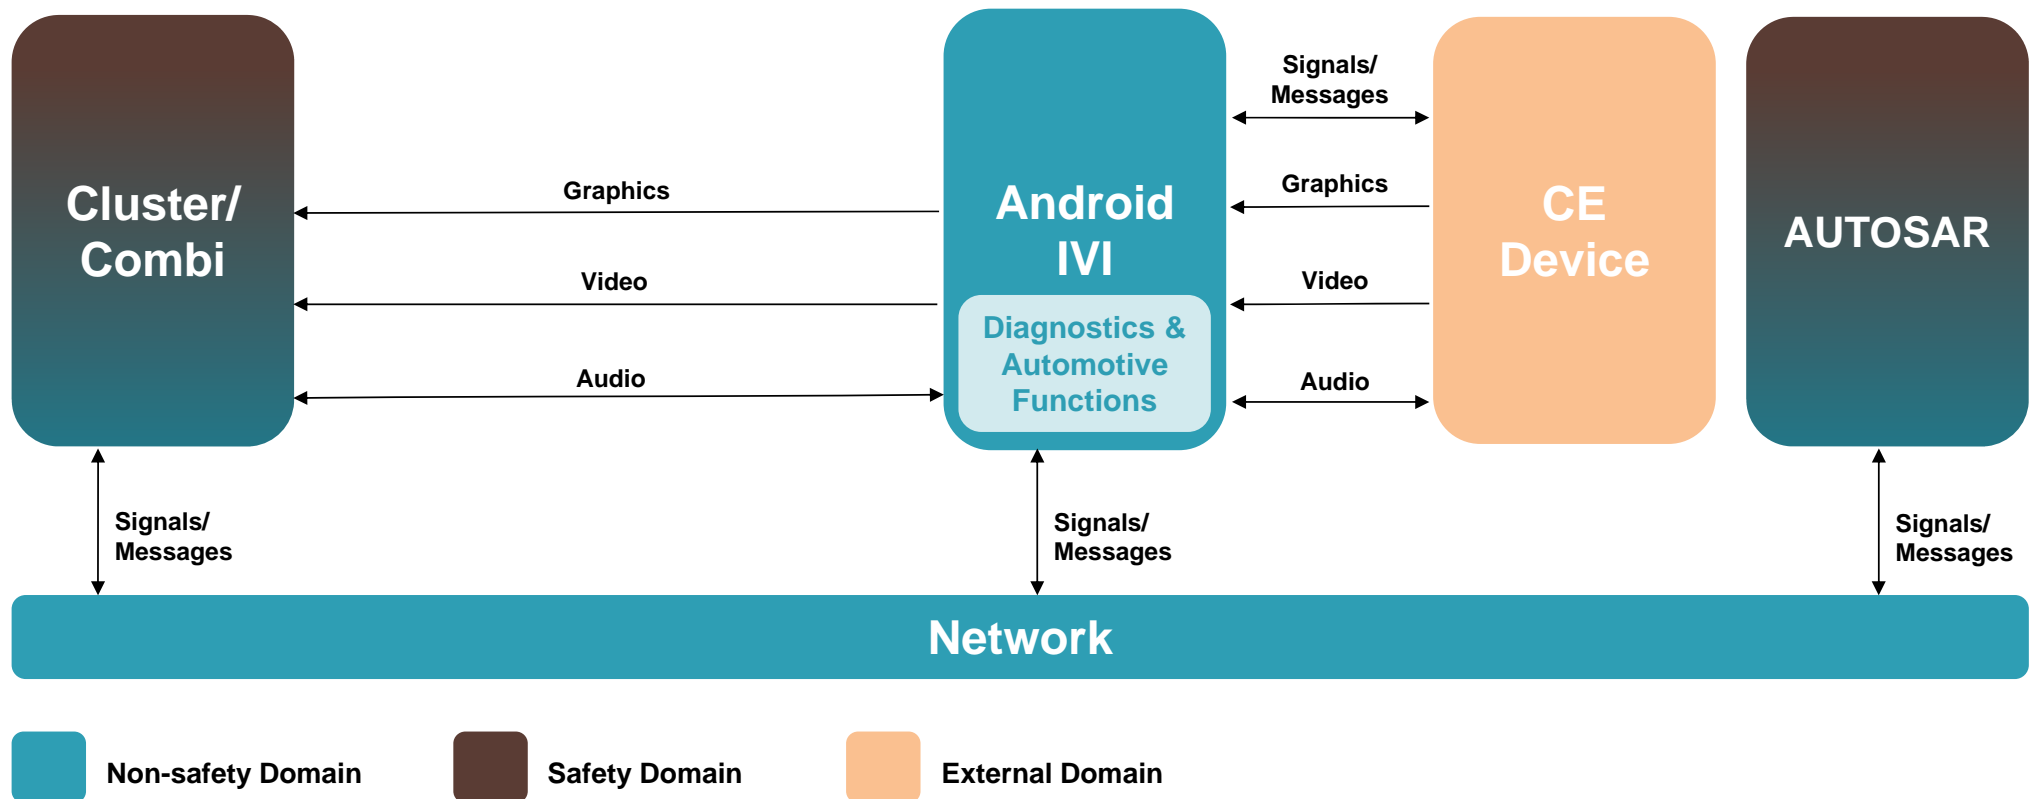 Cluster/
Combi
Graphics
Video
Audio
Android
IVI
Diagnostics &
Automotive
Functions
Signals/
Messages
Graphics
Video
Audio
CE
Device
AUTOSAR
Signals/
Messages
Signals/
Messages
Signals/
Messages
Network
Non-safety Domain
Safety Domain
External Domain